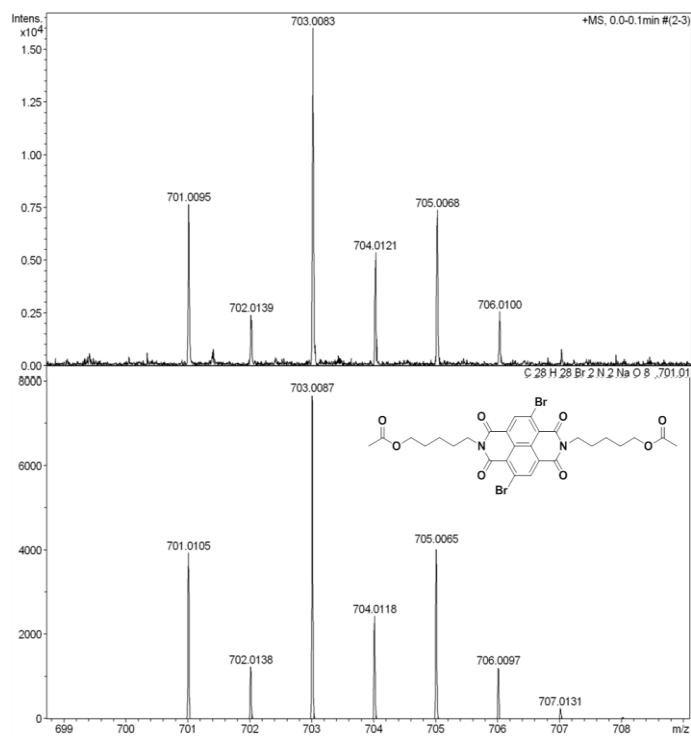 Intens.
x10⁴
+MS, 0.0-0.1min #(2-3)
703.0083
1.50
1.25
1.00
0.75
0.50
0.25
0.00
701.0095
702.0139
704.0121
705.0068
706.0100
C 28 H 28 Br 2 N 2 Na O 8 ,701.01
8000
6000
4000
2000
0
703.0087
701.0105
702.0138
704.0118
705.0065
706.0097
707.0131
O
O
O
N
O
Br
Br
O
N
O
O
O
699
700
701
702
703
704
705
706
707
708
m/z